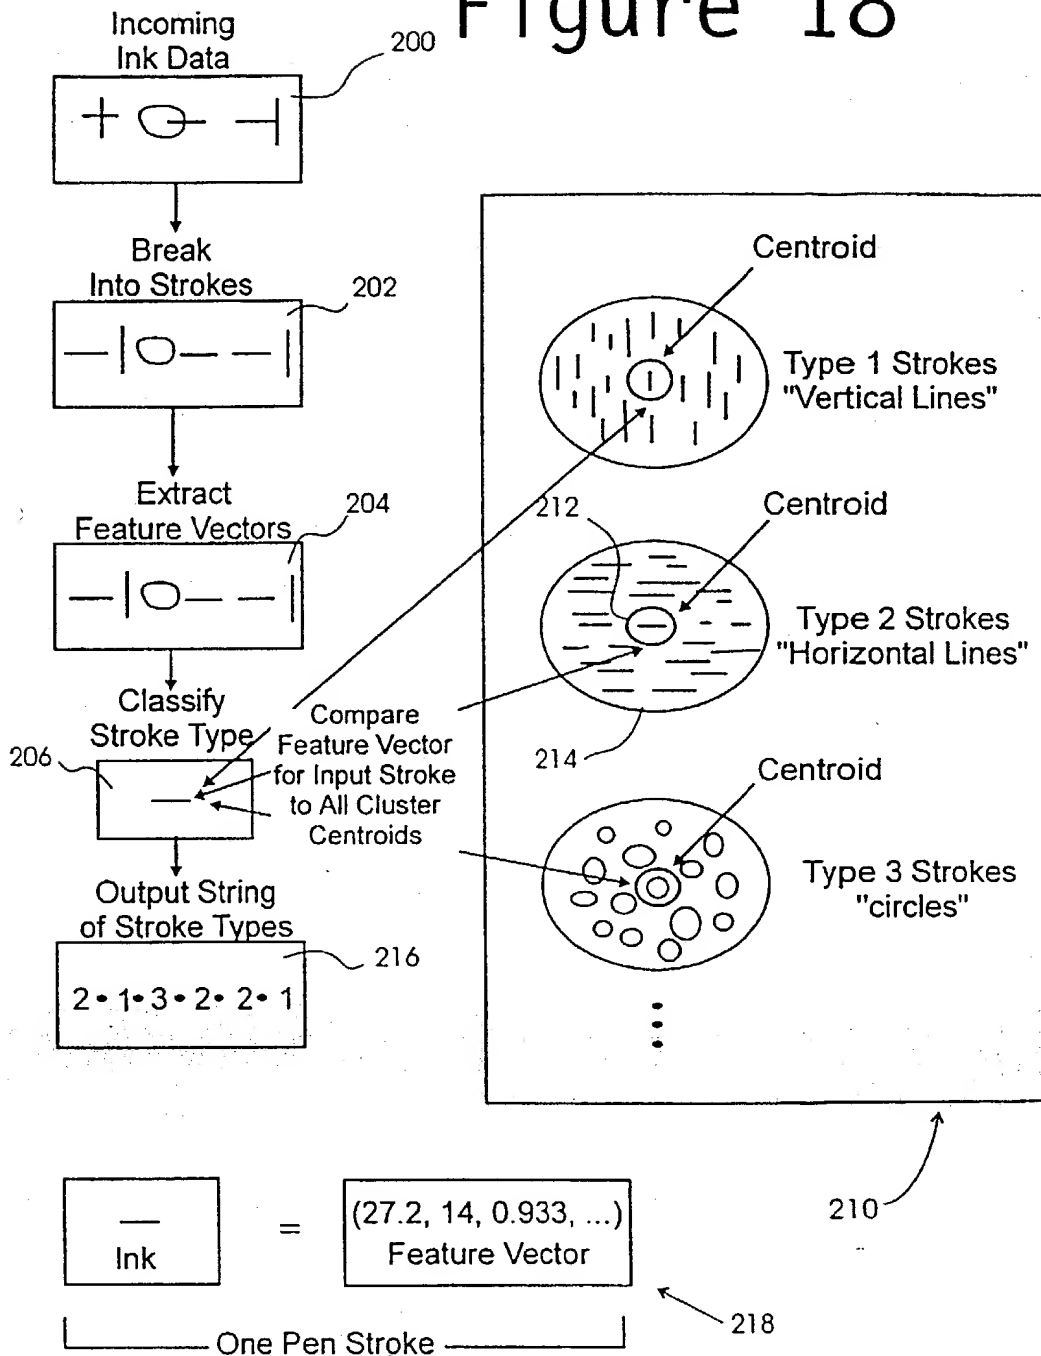 Figure 18
Incoming
Ink Data
200
Break
Into Strokes
202
Extract
Feature Vectors
204
Classify
Stroke Type
206
Compare
Feature Vector
for Input Stroke
to All Cluster
Centroids
Output String
of Stroke Types
216
2 • 1 • 3 • 2 • 2 • 1
Centroid
Type 1 Strokes
"Vertical Lines"
212
Centroid
Type 2 Strokes
"Horizontal Lines"
214
Centroid
Type 3 Strokes
"circles"
210
Ink
=
(27.2, 14, 0.933, ...)
Feature Vector
218
One Pen Stroke